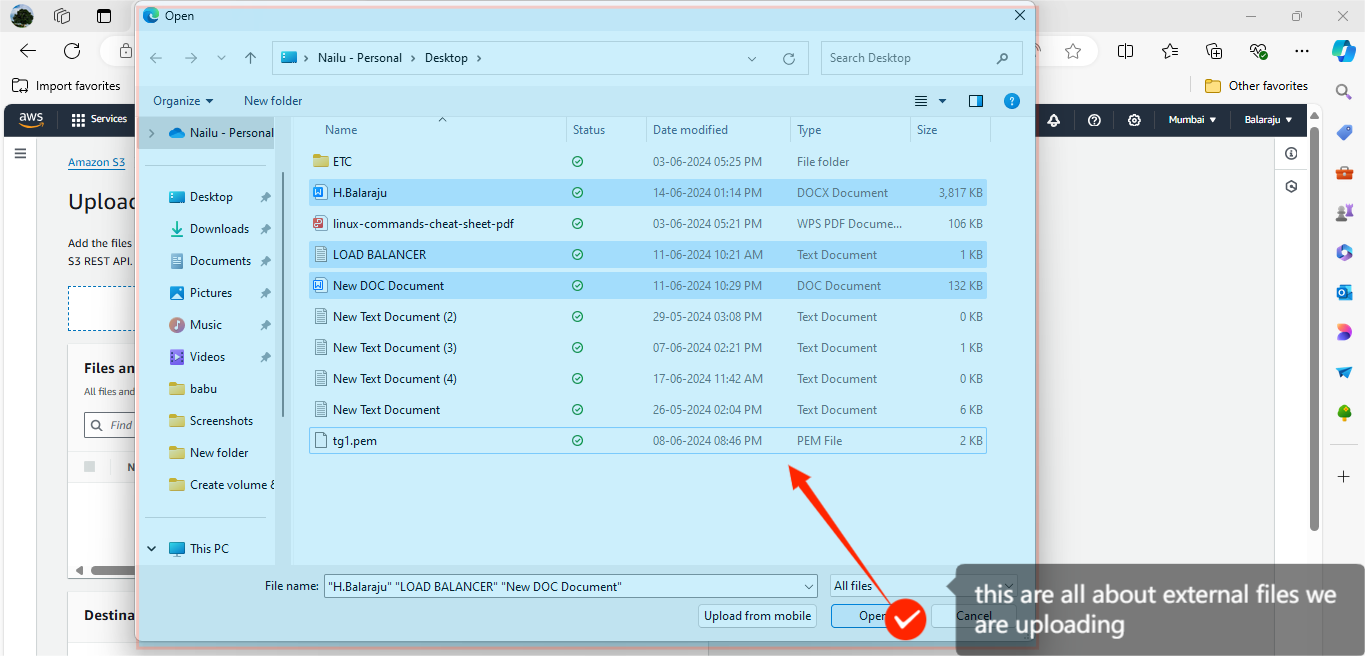 Open
Nailu - Personal > Desktop >
Search Desktop
Import favorites
Other favorites
Organize
New folder
aws
Services
Mumbai
Balaraju
Nailu - Personal
Name
Status
Date modified
Type
Size
Amazon S3
Upload
Add the files
S3 REST API.
Files an
All files and
Find
N
Destina
Desktop
Downloads
Documents
Pictures
Music
Videos
babu
Screenshots
New folder
Create volume &
This PC
ETC 03-06-2024 05:25 PM File folder
H.Balaraju 14-06-2024 01:14 PM DOCX Document 3,817 KB
linux-commands-cheat-sheet-pdf 03-06-2024 05:21 PM WPS PDF Docume... 106 KB
LOAD BALANCER 11-06-2024 10:21 AM Text Document 1 KB
New DOC Document 11-06-2024 10:29 PM DOC Document 132 KB
New Text Document (2) 29-05-2024 03:08 PM Text Document 0 KB
New Text Document (3) 07-06-2024 02:21 PM Text Document 1 KB
New Text Document (4) 17-06-2024 11:42 AM Text Document 0 KB
New Text Document 26-05-2024 02:04 PM Text Document 6 KB
tg1.pem 08-06-2024 08:46 PM PEM File 2 KB
File name: "H.Balaraju" "LOAD BALANCER" "New DOC Document"
All files
Upload from mobile
Open
Cancel
this are all about external files we
are uploading